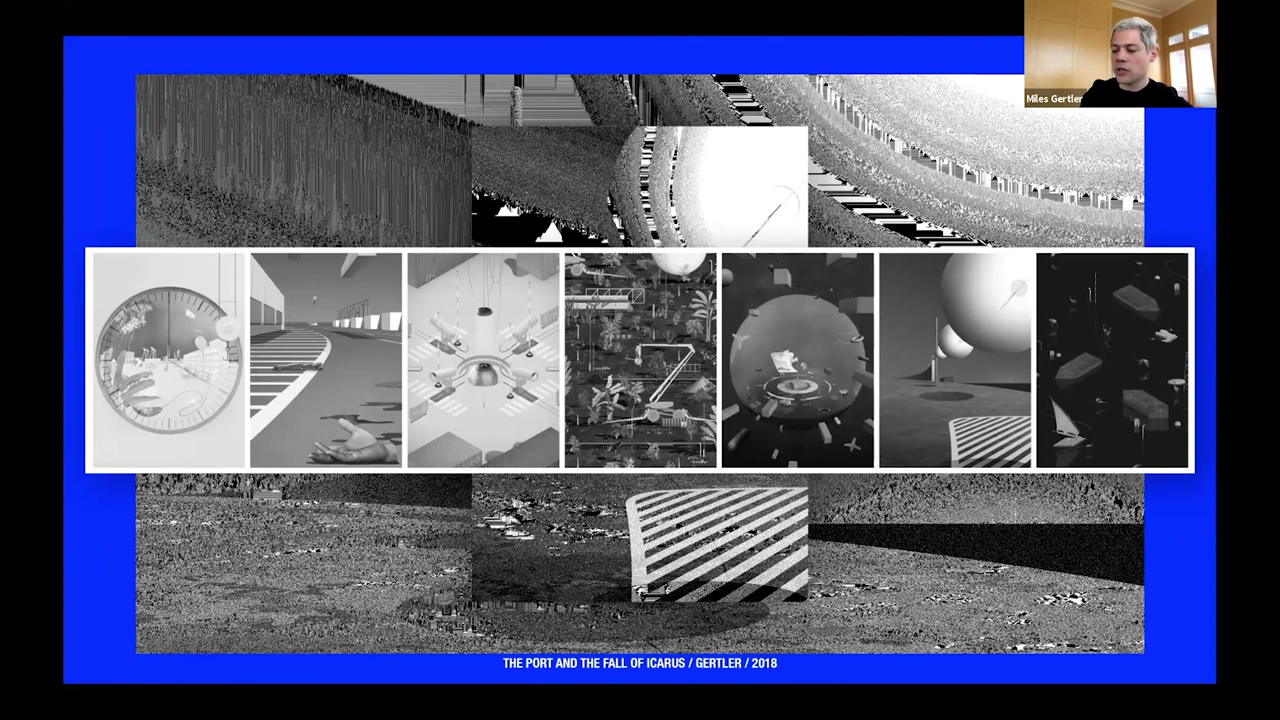 Miles Gertler
THE PORT AND THE FALL OF ICARUS / GERTLER / 2018